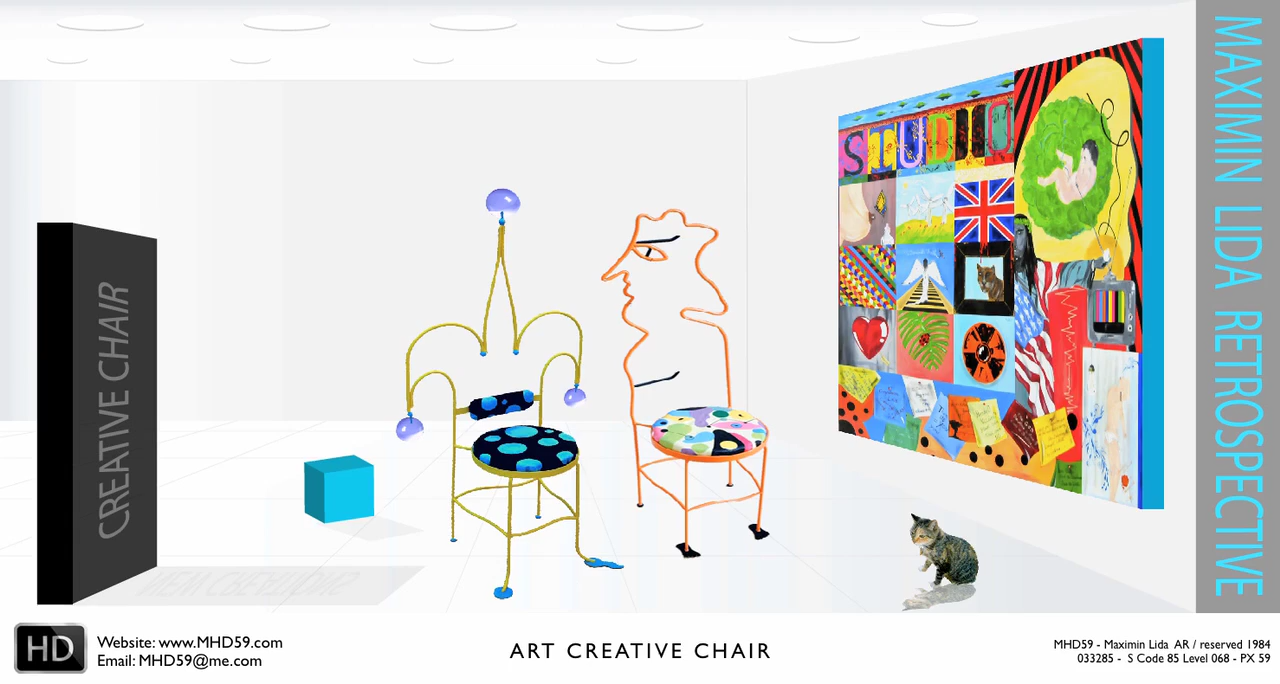 MAXIMIN LIDA RETROSPECTIVE
STUDIO
CREATIVE CHAIR
HD
Website: www.MHD59.com
Email: MHD59@me.com
ART CREATIVE CHAIR
MHD59 - Maximin Lida AR / reserved 1984
033285 - S Code 85 Level 068 - PX 59